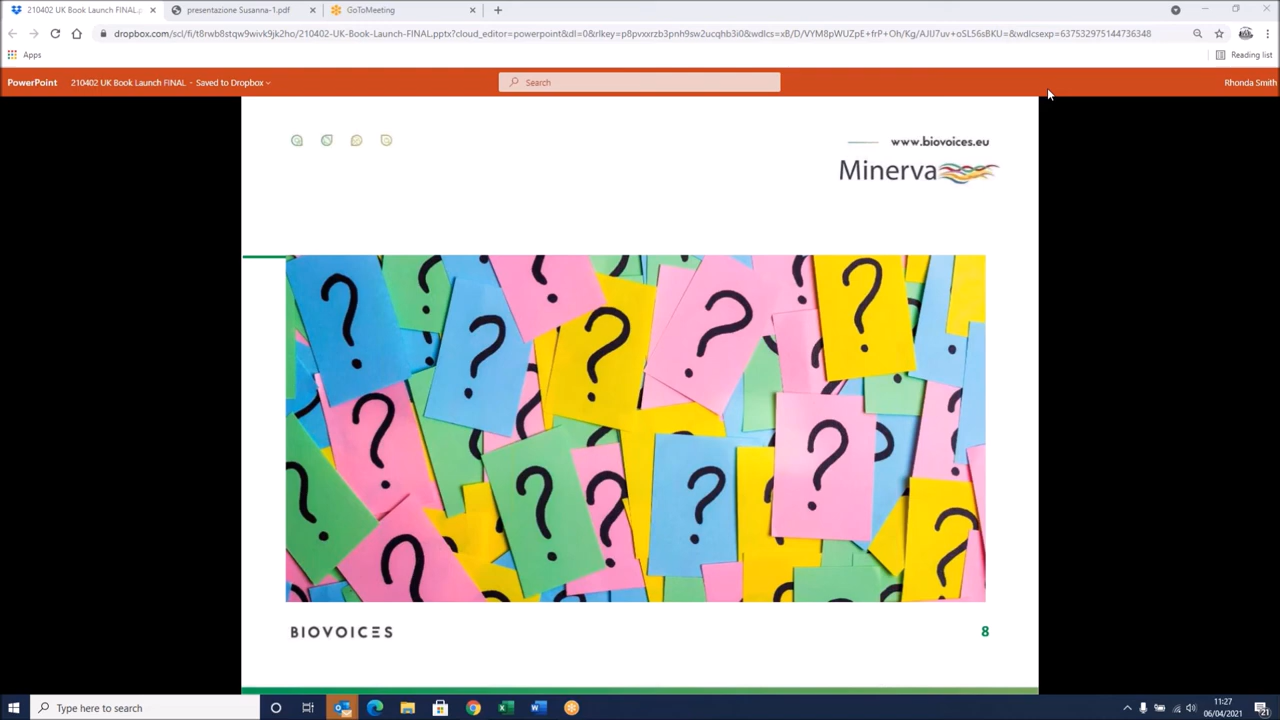 210402 UK Book Launch FINAL.
presentazione Susanna-1.pdf
GoToMeeting
Apps
Reading list
PowerPoint
210402 UK Book Launch FINAL - Saved to Dropbox
Search
Rhonda Smith
www.biovoices.eu
Minerva
BIOVOICES
8
Type here to search
11:27
06/04/2021
21